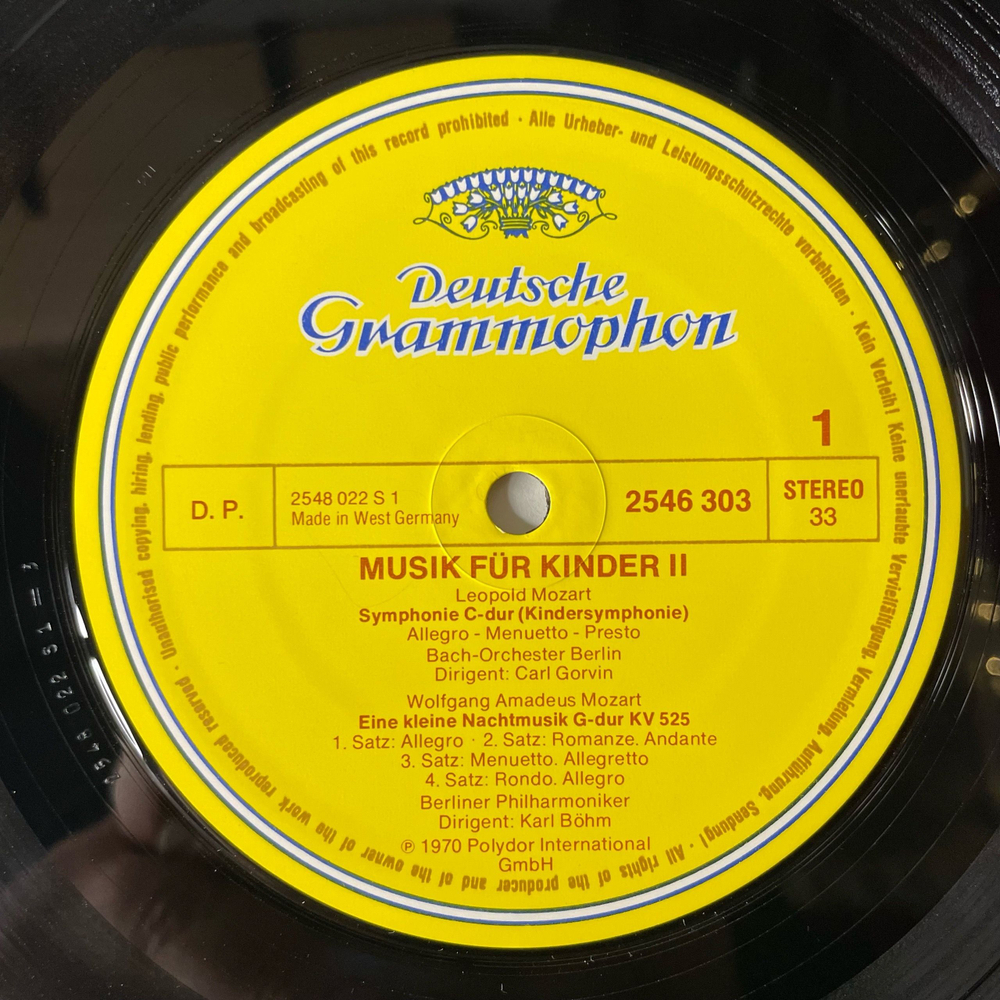 Alle Urheber- und Leistungsschutzrechte vorbehalten · Kein Verleih! Keine unerlaubte Vervielfältigung, Vermietung, Aufführung, Sendung! · All rights of the producer and of the owner of the work reproduced reserved · Unauthorised copying, hiring, lending, public performance and broadcasting of this record prohibited ·
Deutsche
Grammophon
1
D. P.
2548 022 S 1
Made in West Germany
2546 303
STEREO
33
MUSIK FÜR KINDER II
Leopold Mozart
Symphonie C-dur (Kindersymphonie)
Allegro - Menuetto - Presto
Bach-Orchester Berlin
Dirigent: Carl Gorvin
Wolfgang Amadeus Mozart
Eine kleine Nachtmusik G-dur KV 525
1. Satz: Allegro · 2. Satz: Romanze. Andante
3. Satz: Menuetto. Allegretto
4. Satz: Rondo. Allegro
Berliner Philharmoniker
Dirigent: Karl Böhm
℗ 1970 Polydor International
GmbH